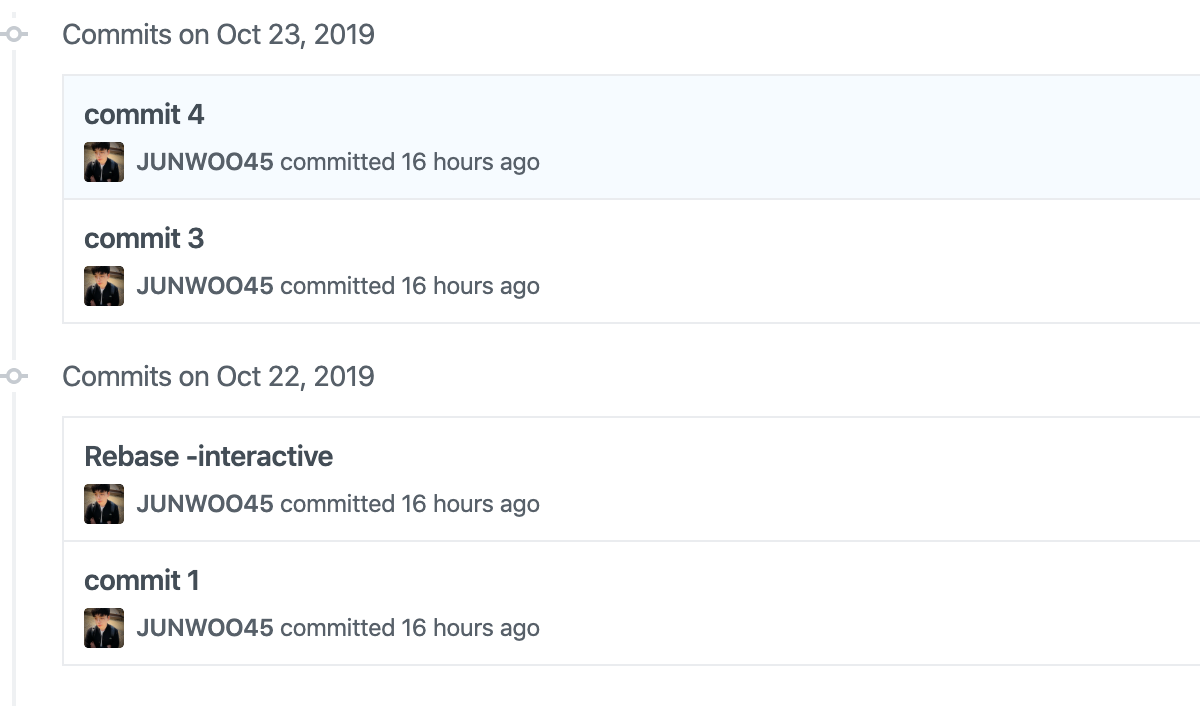 Commits on Oct 23, 2019
commit 4
JUNWOO45 committed 16 hours ago
commit 3
JUNWOO45 committed 16 hours ago
Commits on Oct 22, 2019
Rebase -interactive
JUNWOO45 committed 16 hours ago
commit 1
JUNWOO45 committed 16 hours ago